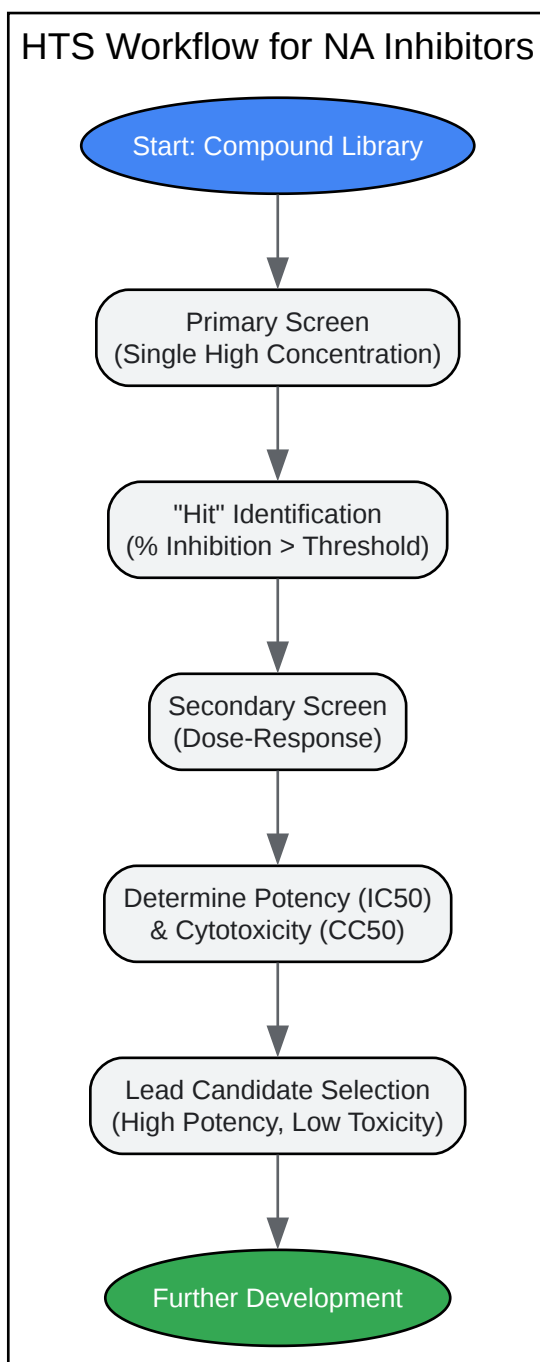 HTS Workflow for NA Inhibitors
Start: Compound Library
Primary Screen
(Single High Concentration)
"Hit" Identification
(% Inhibition > Threshold)
Secondary Screen
(Dose-Response)
Determine Potency (IC50)
& Cytotoxicity (CC50)
Lead Candidate Selection
(High Potency, Low Toxicity)
Further Development